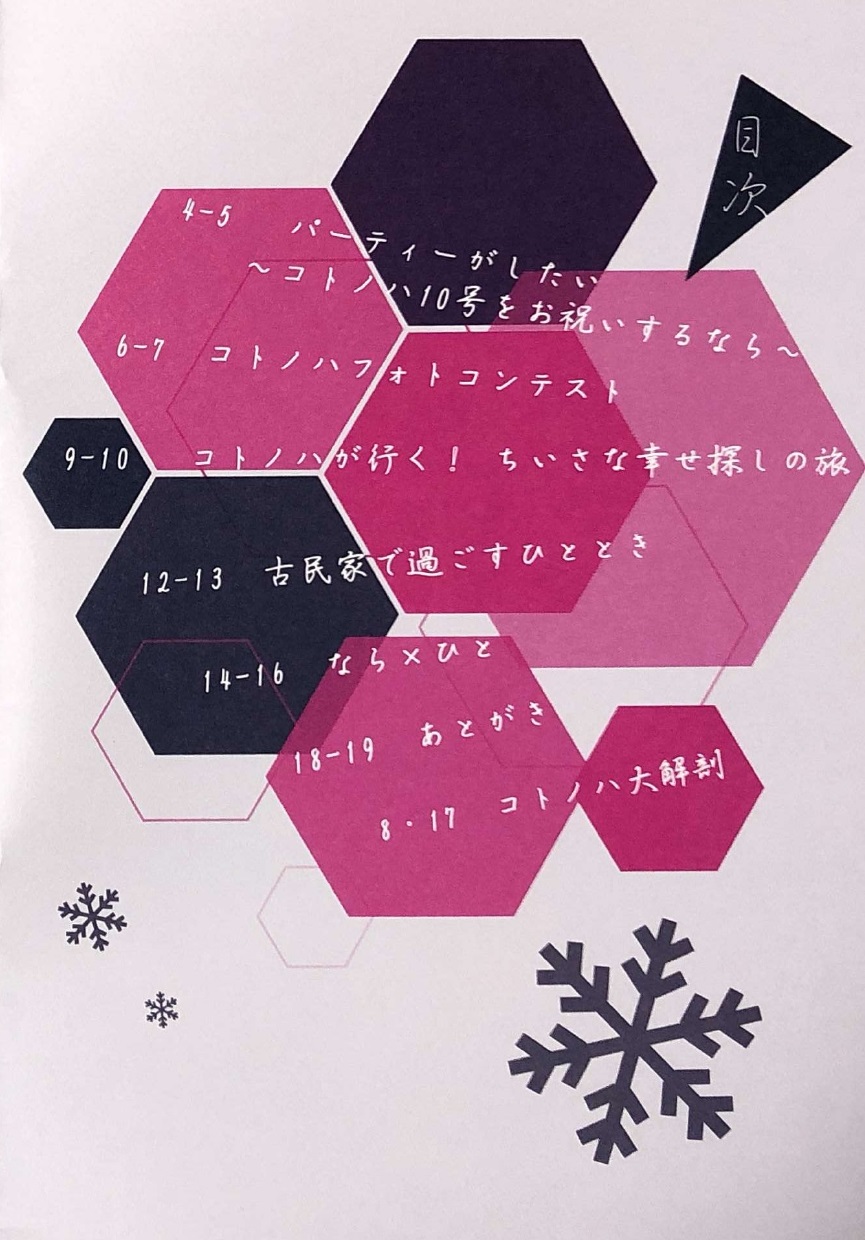 目次
4-5 パーティーがしたい
～コトノハ10号をお祝いするなら～
6-7 コトノハフォトコンテスト
9-10 コトノハが行く！ ちいさな幸せ探しの旅
12-13 古民家で過ごすひととき
14-16 なら×ひと
18-19 あとがき
8・17 コトノハ大解剖